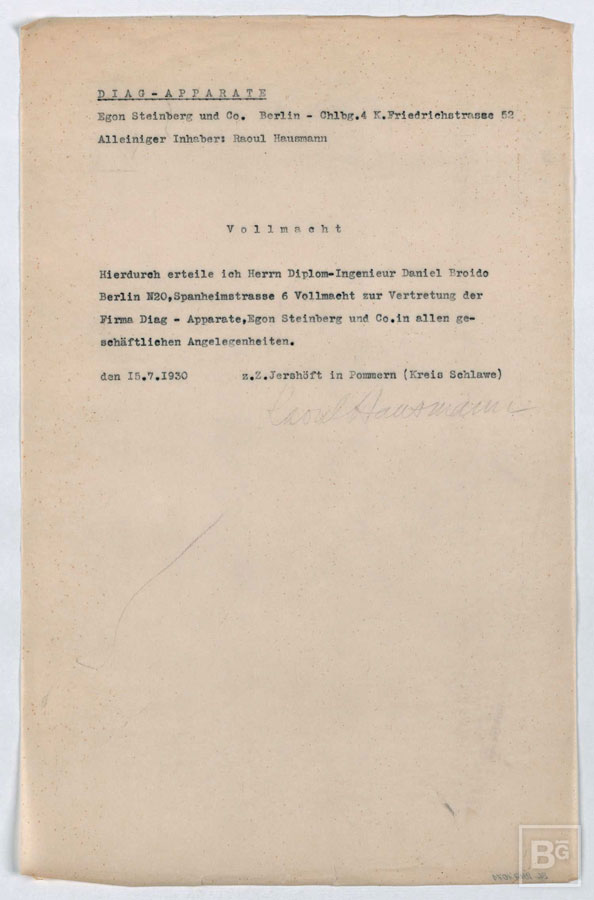 DIAG-APPARATE
Egon Steinberg und Co. Berlin - Chlbg.4 K.Friedrichstrasse 52
Alleiniger Inhaber: Raoul Hausmann
Vollmacht
Hierdurch erteile ich Herrn Diplom-Ingenieur Daniel Broido
Berlin N20,Spanheimstrasse 6 Vollmacht zur Vertretung der
Firma Diag - Apparate,Egon Steinberg und Co.in allen ge-
schäftlichen Angelegenheiten.
den 15.7.1930 z.Z.Jershöft in Pommern (Kreis Schlawe)
Raoul Hausmann
BG